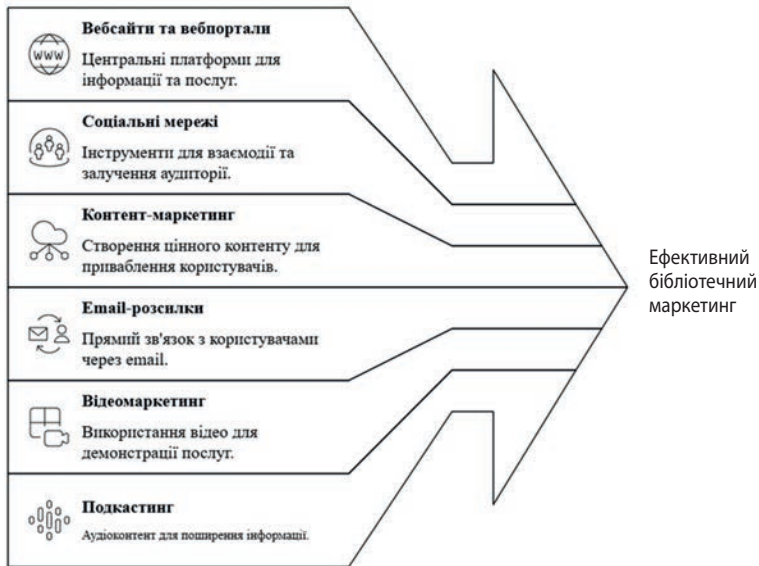 Вебсайти та вебпортали
WWW
Центральні платформи для
інформації та послуг.
Соціальні мережі
Інструменти для взаємодії та
залучення аудиторії.
Контент-маркетинг
Створення цінного контенту для
приваблення користувачів.
Email-розсилки
Прямий зв'язок з користувачами
через email.
Відеомаркетинг
Використання відео для
демонстрації послуг.
Подкастинг
Аудіоконтент для поширення інформації.
Ефективний
бібліотечний
маркетинг